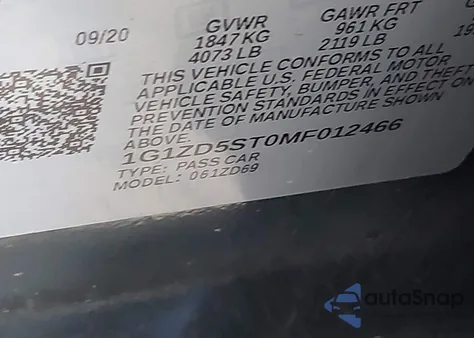 09/20
GVWR
1847 KG
4073 LB
GAWR FRT
961 KG
2119 LB
THIS VEHICLE CONFORMS TO ALL
APPLICABLE U.S. FEDERAL MOTOR
VEHICLE SAFETY, BUMPER, AND THEFT
PREVENTION STANDARDS IN EFFECT ON
THE DATE OF MANUFACTURE SHOWN
ABOVE.
1G1ZD5ST0MF012466
TYPE: PASS CAR
MODEL: 061ZD69
autoSnap